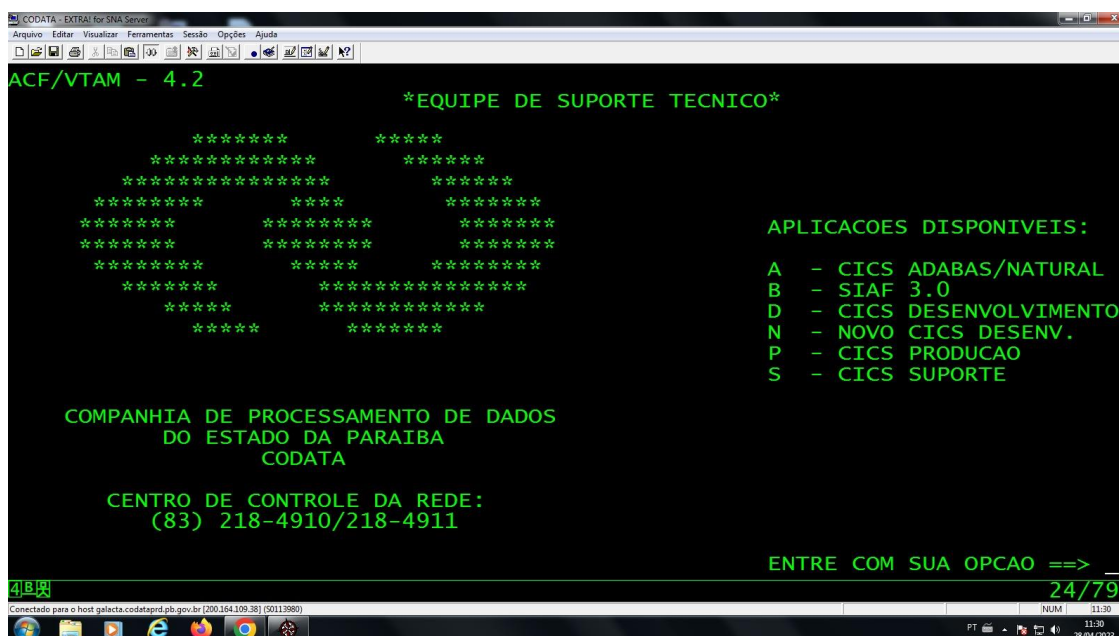 CODATA - EXTRA! for SNA Server
Arquivo Editar Visualizar Ferramentas Sessão Opções Ajuda
ACF/VTAM - 4.2
*EQUIPE DE SUPORTE TECNICO*
******* *****
************ ******
*************** ******
******** **** *******
******* ******** *******
******* ******** *******
******** ***** ********
******* ***************
***** ************
***** *******
APLICACOES DISPONIVEIS:
A - CICS ADABAS/NATURAL
B - SIAF 3.0
D - CICS DESENVOLVIMENTO
N - NOVO CICS DESENV.
P - CICS PRODUCAO
S - CICS SUPORTE
COMPANHIA DE PROCESSAMENTO DE DADOS
DO ESTADO DA PARAIBA
CODATA
CENTRO DE CONTROLE DA REDE:
(83) 218-4910/218-4911
ENTRE COM SUA OPCAO ==> _
4B 24/79
Conectado para o host galacta.codataprd.pb.gov.br [200.164.109.38] (S0113980) NUM 11:30
PT 11:30
28/04/2023